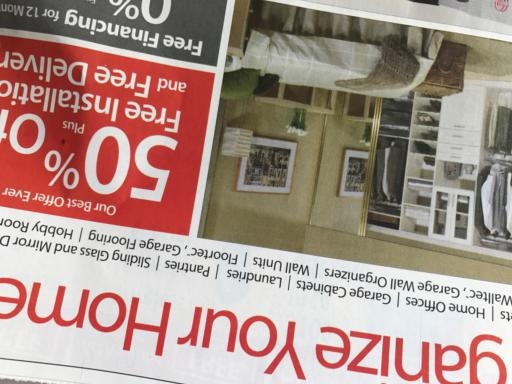 ganize Your Home
ets | Home Offices | Garage Cabinets | Laundries | Pantries | Sliding Glass and Mirror D
Walltec, Garage Wall Organizers | Wall Units | Floortec, Garage Flooring | Hobby Roo
Our Best Offer Ever
50% Of
Plus
Free Installatio
and Free Deliver
Free Financing for 12 Mon
0%